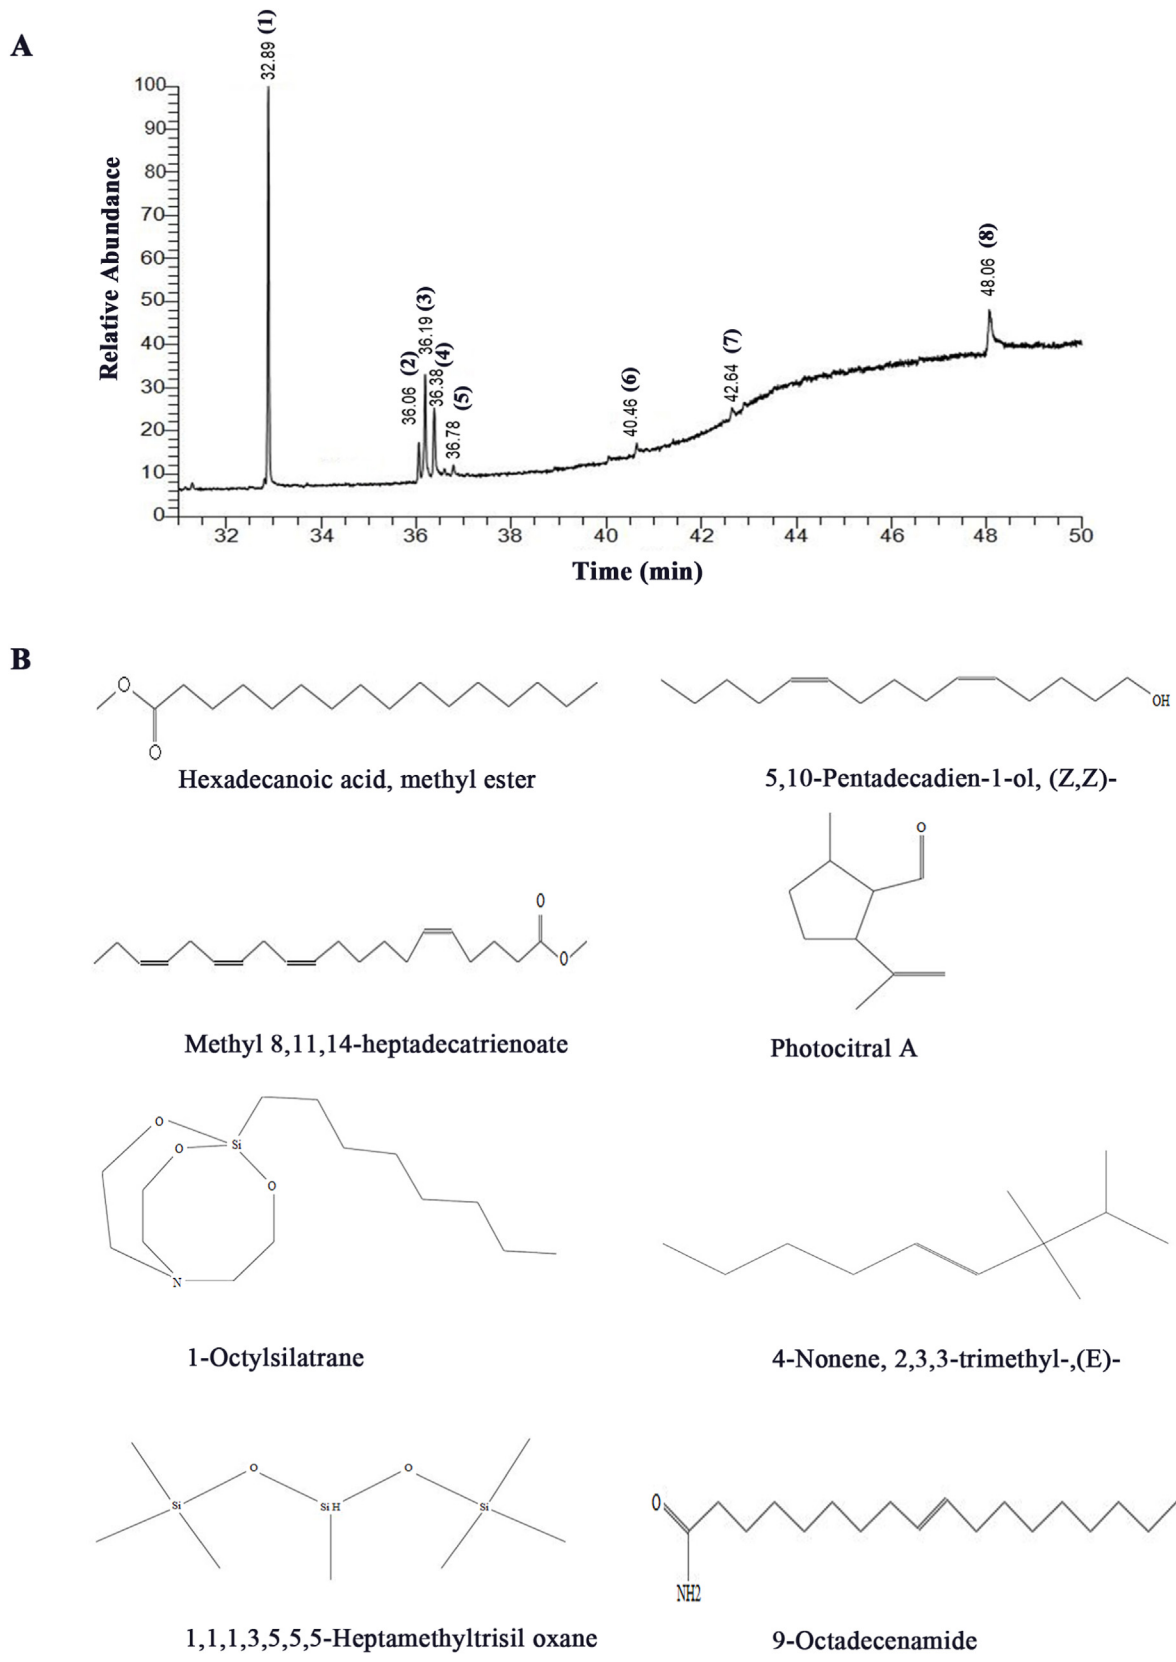 A
32.89 (1)
36.06 (2)
36.19 (3)
36.38 (4)
36.78 (5)
40.46 (6)
42.64 (7)
48.06 (8)
Relative Abundance
100
90
80
70
60
50
40
30
20
10
0
32 34 36 38 40 42 44 46 48 50
Time (min)
B
O
O
Hexadecanoic acid, methyl ester
OH
5,10-Pentadecadien-1-ol, (Z,Z)-
O
O
Methyl 8,11,14-heptadecatrienoate
O
Photocitral A
O
O
Si
O
N
1-Octylsilatrane
4-Nonene, 2,3,3-trimethyl-,(E)-
O O
Si SiH Si
1,1,1,3,5,5,5-Heptamethyltrisil oxane
O
NH2
9-Octadecenamide